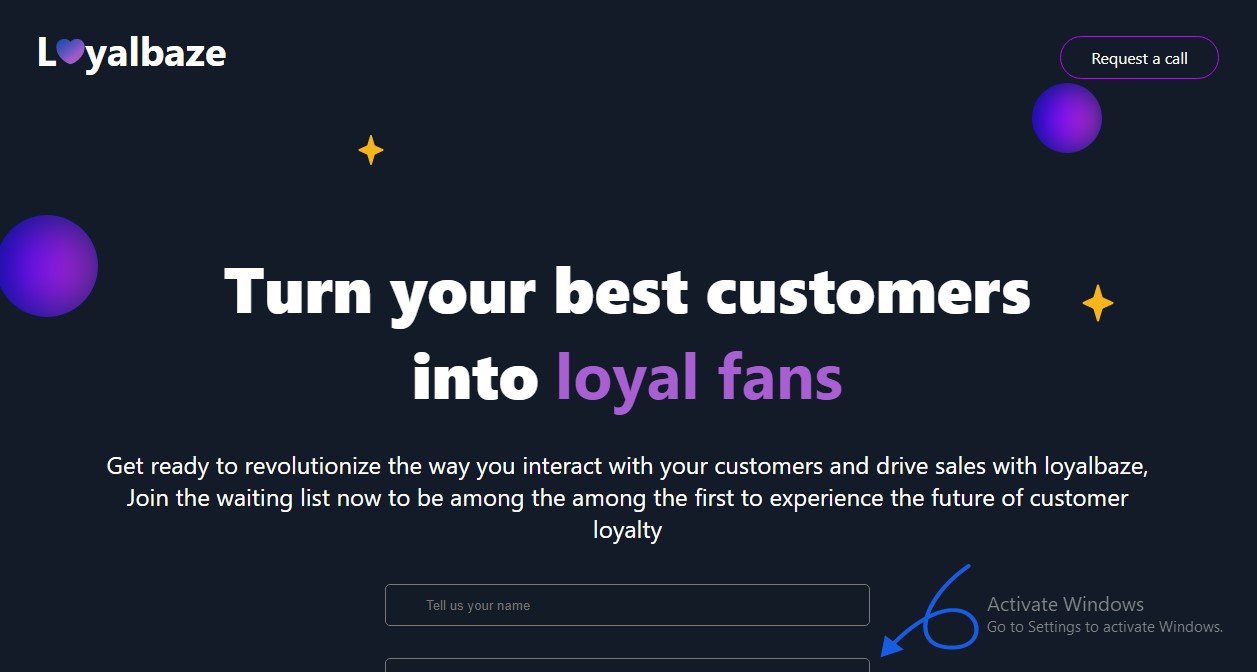 Loyalbaze
Request a call
Turn your best customers
into loyal fans
Get ready to revolutionize the way you interact with your customers and drive sales with loyalbaze,
Join the waiting list now to be among the among the first to experience the future of customer
loyalty
Tell us your name
Activate Windows
Go to Settings to activate Windows.